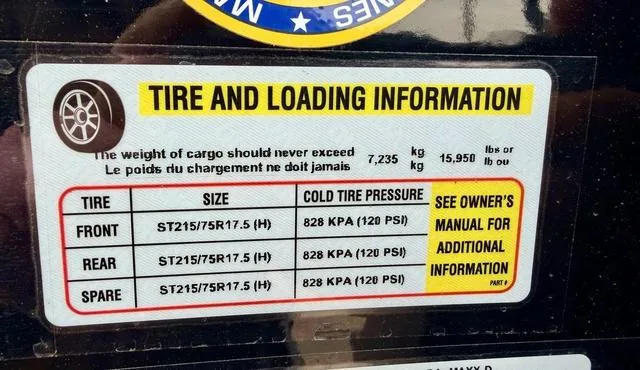 TIRE AND LOADING INFORMATION
The weight of cargo should never exceed 7,235 kg 15,950 lbs or
Le poids du chargement ne doit jamais kg lb ou
TIRE SIZE COLD TIRE PRESSURE SEE OWNER'S MANUAL FOR ADDITIONAL INFORMATION
FRONT ST215/75R17.5 (H) 828 KPA (120 PSI)
REAR ST215/75R17.5 (H) 828 KPA (120 PSI)
SPARE ST215/75R17.5 (H) 828 KPA (120 PSI)
PART #